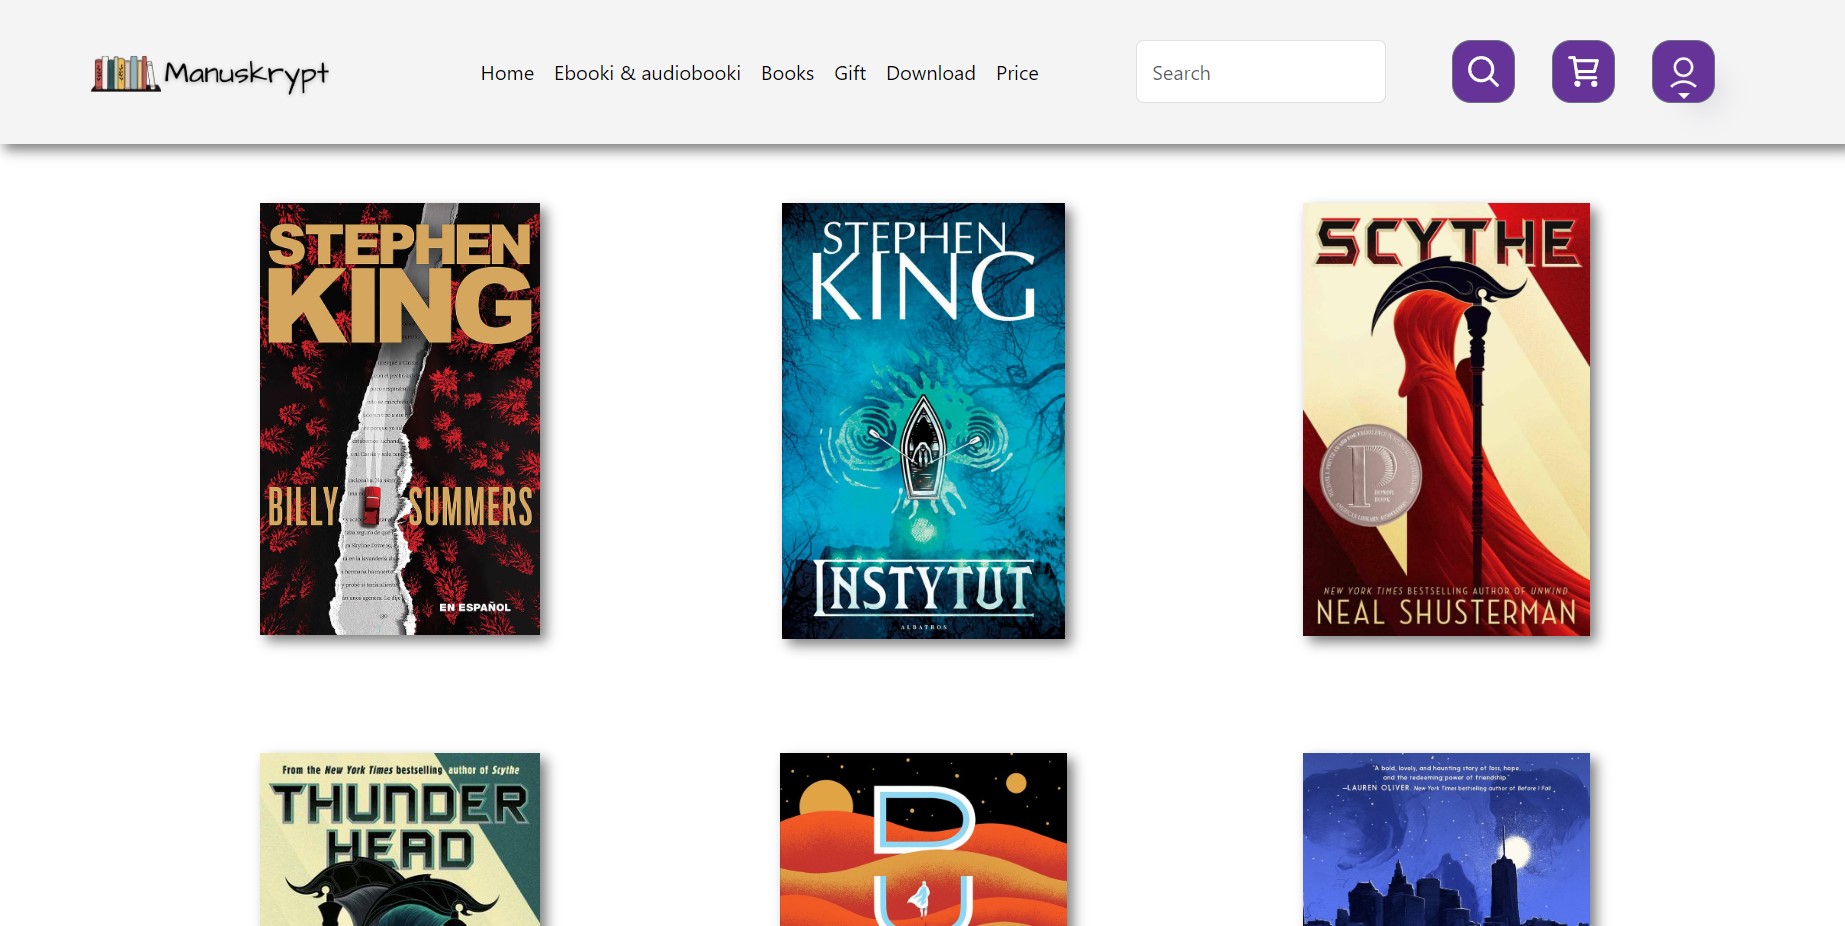 Manuskrypt
Home Ebooki & audiobooki Books Gift Download Price
Search
STEPHEN
KING
BILLY SUMMERS
EN ESPAÑOL
STEPHEN
KING
INSTYTUT
ALBATROS
SCYTHE
NEW YORK TIMES BESTSELLING AUTHOR OF UNWIND
NEAL SHUSTERMAN
From the New York Times bestselling author of Scythe
THUNDER
HEAD
DU
"A bold, lovely, and haunting story of loss, hope,
and the redeeming power of friendship."
—LAUREN OLIVER, New York Times bestselling author of Before I Fall